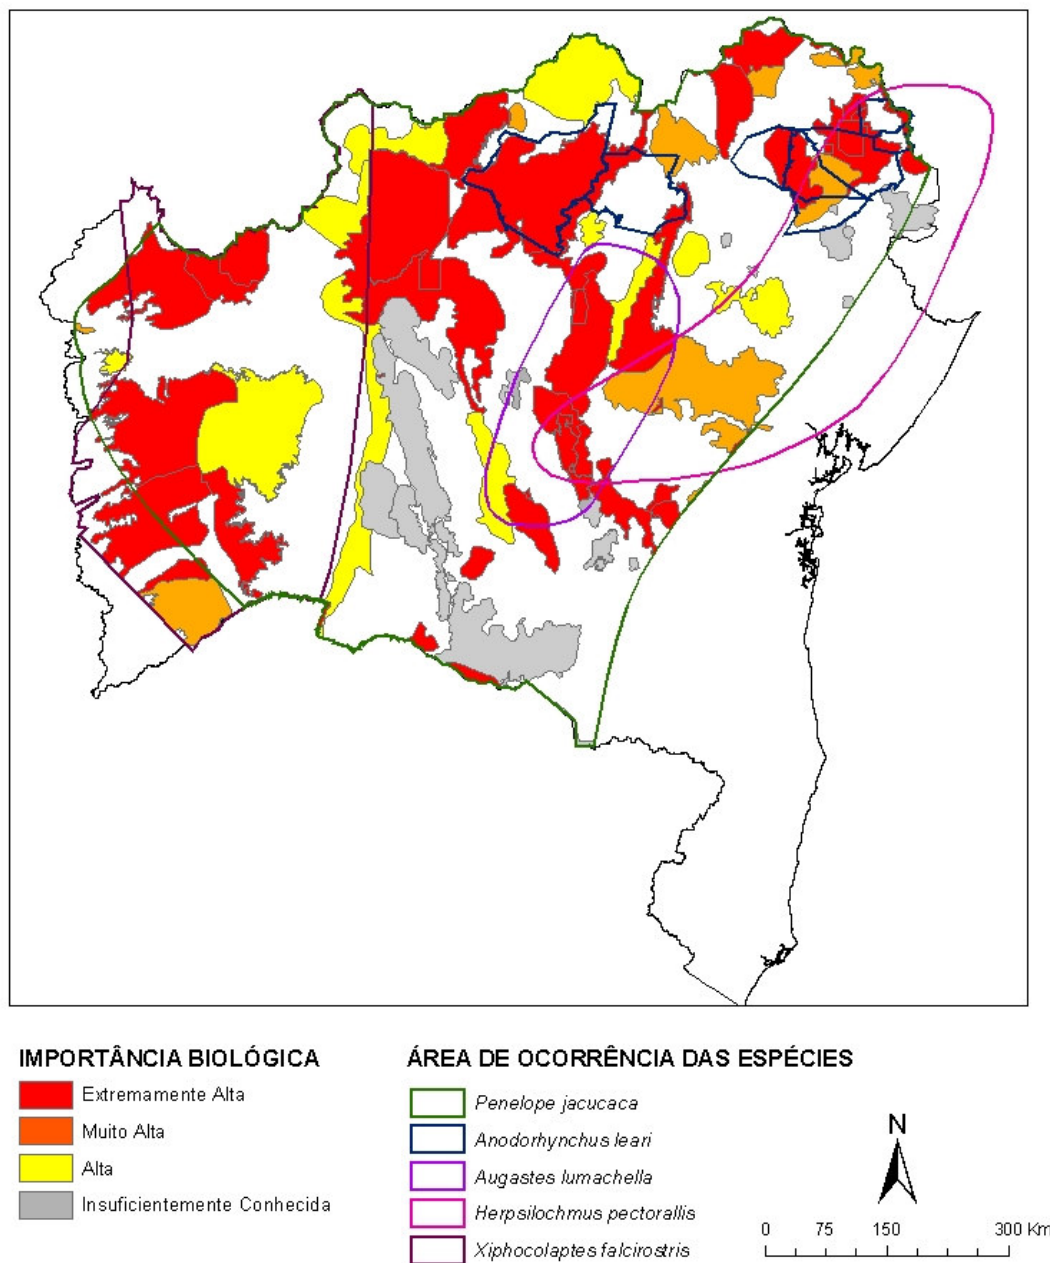 IMPORTÂNCIA BIOLÓGICA
Extremamente Alta
Muito Alta
Alta
Insuficientemente Conhecida
ÁREA DE OCORRÊNCIA DAS ESPÉCIES
Penelope jacucaca
Anodorhynchus leari
Augastes lumachella
Herpsilochmus pectorallis
Xiphocolaptes falcirostris
N
0 75 150 300 Km